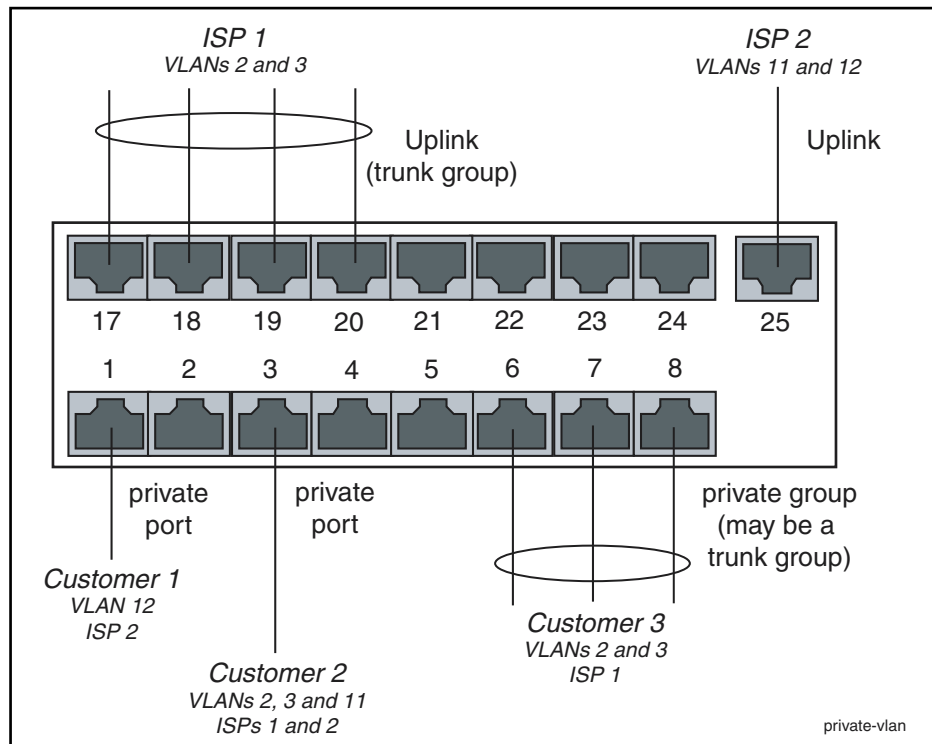 ISP 1
VLANs 2 and 3
ISP 2
VLANs 11 and 12
Uplink
(trunk group)
Uplink
17 18 19 20 21 22 23 24 25
1 2 3 4 5 6 7 8
private
port
private
port
private group
(may be a
trunk group)
Customer 1
VLAN 12
ISP 2
Customer 2
VLANs 2, 3 and 11
ISPs 1 and 2
Customer 3
VLANs 2 and 3
ISP 1
private-vlan